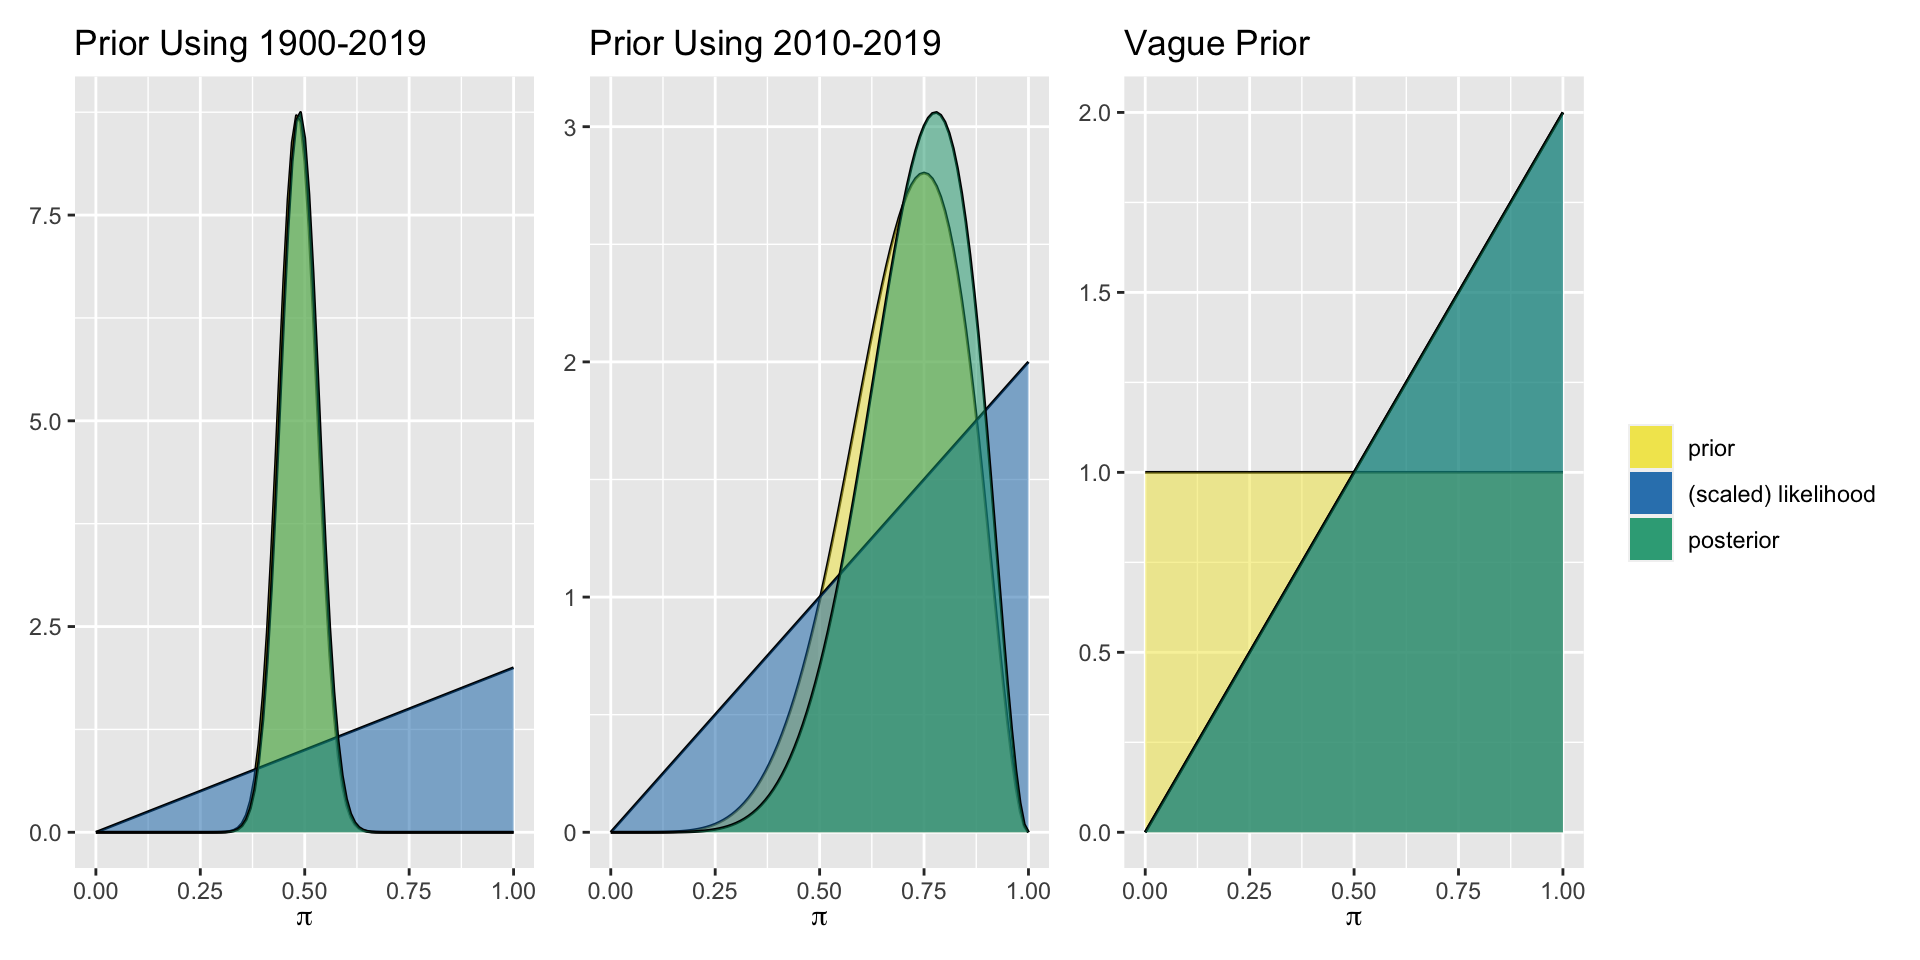 Prior Using 1900-2019
7.5
5.0
2.5
0.0
0.00 0.25 0.50 0.75 1.00
π
Prior Using 2010-2019
3
2
1
0
0.00 0.25 0.50 0.75 1.00
π
Vague Prior
2.0
1.5
1.0
0.5
0.0
0.00 0.25 0.50 0.75 1.00
π
prior
(scaled) likelihood
posterior